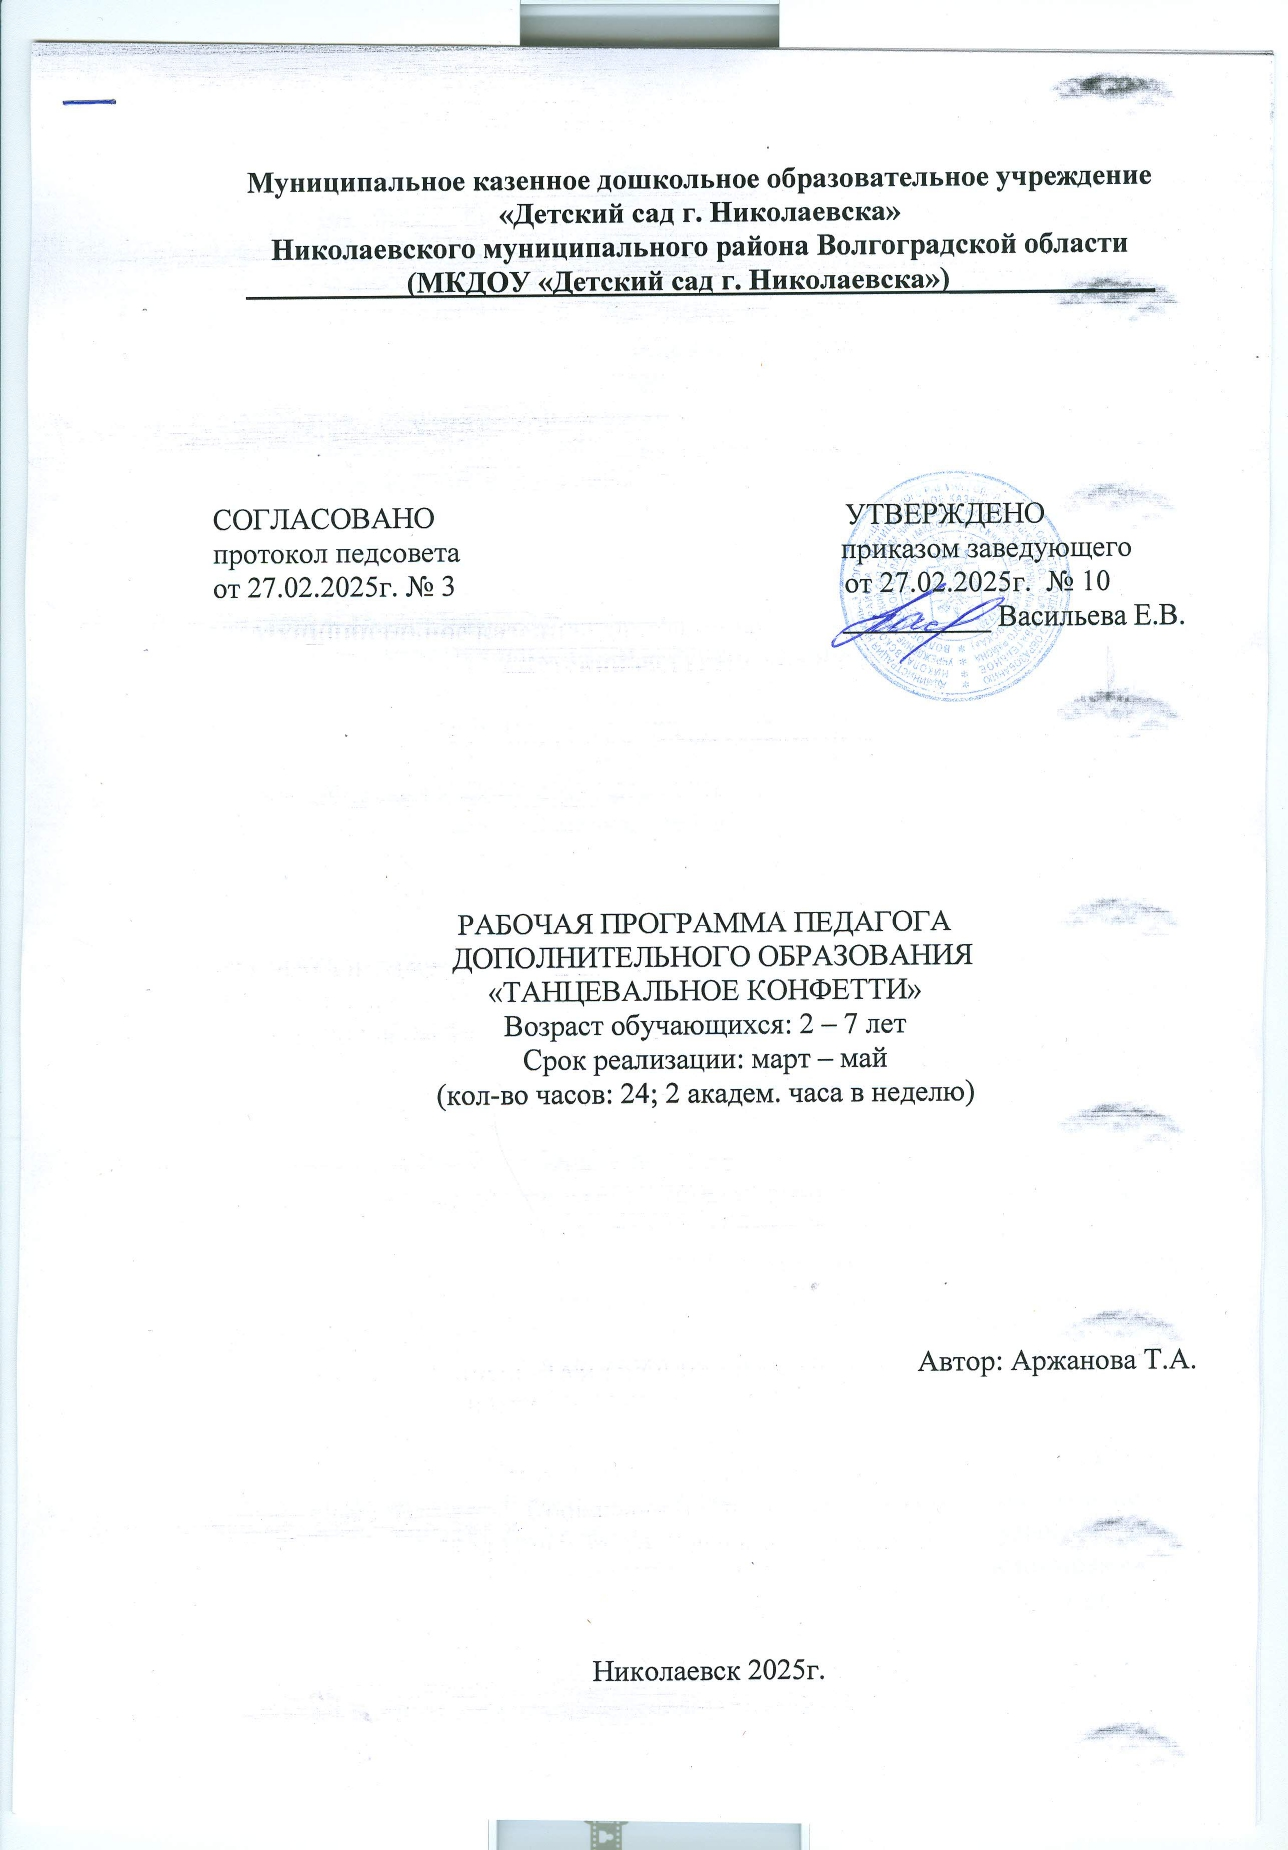 Муниципальное казенное дошкольное образовательное учреждение
«Детский сад г. Николаевска»
Николаевского муниципального района Волгоградской области
(МКДОУ «Детский сад г. Николаевска»)
СОГЛАСОВАНО
протокол педсовета
от 27.02.2025г. № 3
УТВЕРЖДЕНО
приказом заведующего
от 27.02.2025г. № 10
Васильева Е.В.
РАБОЧАЯ ПРОГРАММА ПЕДАГОГА
ДОПОЛНИТЕЛЬНОГО ОБРАЗОВАНИЯ
«ТАНЦЕВАЛЬНОЕ КОНФЕТТИ»
Возраст обучающихся: 2 – 7 лет
Срок реализации: март – май
(кол-во часов: 24; 2 академ. часа в неделю)
Автор: Аржанова Т.А.
Николаевск 2025г.